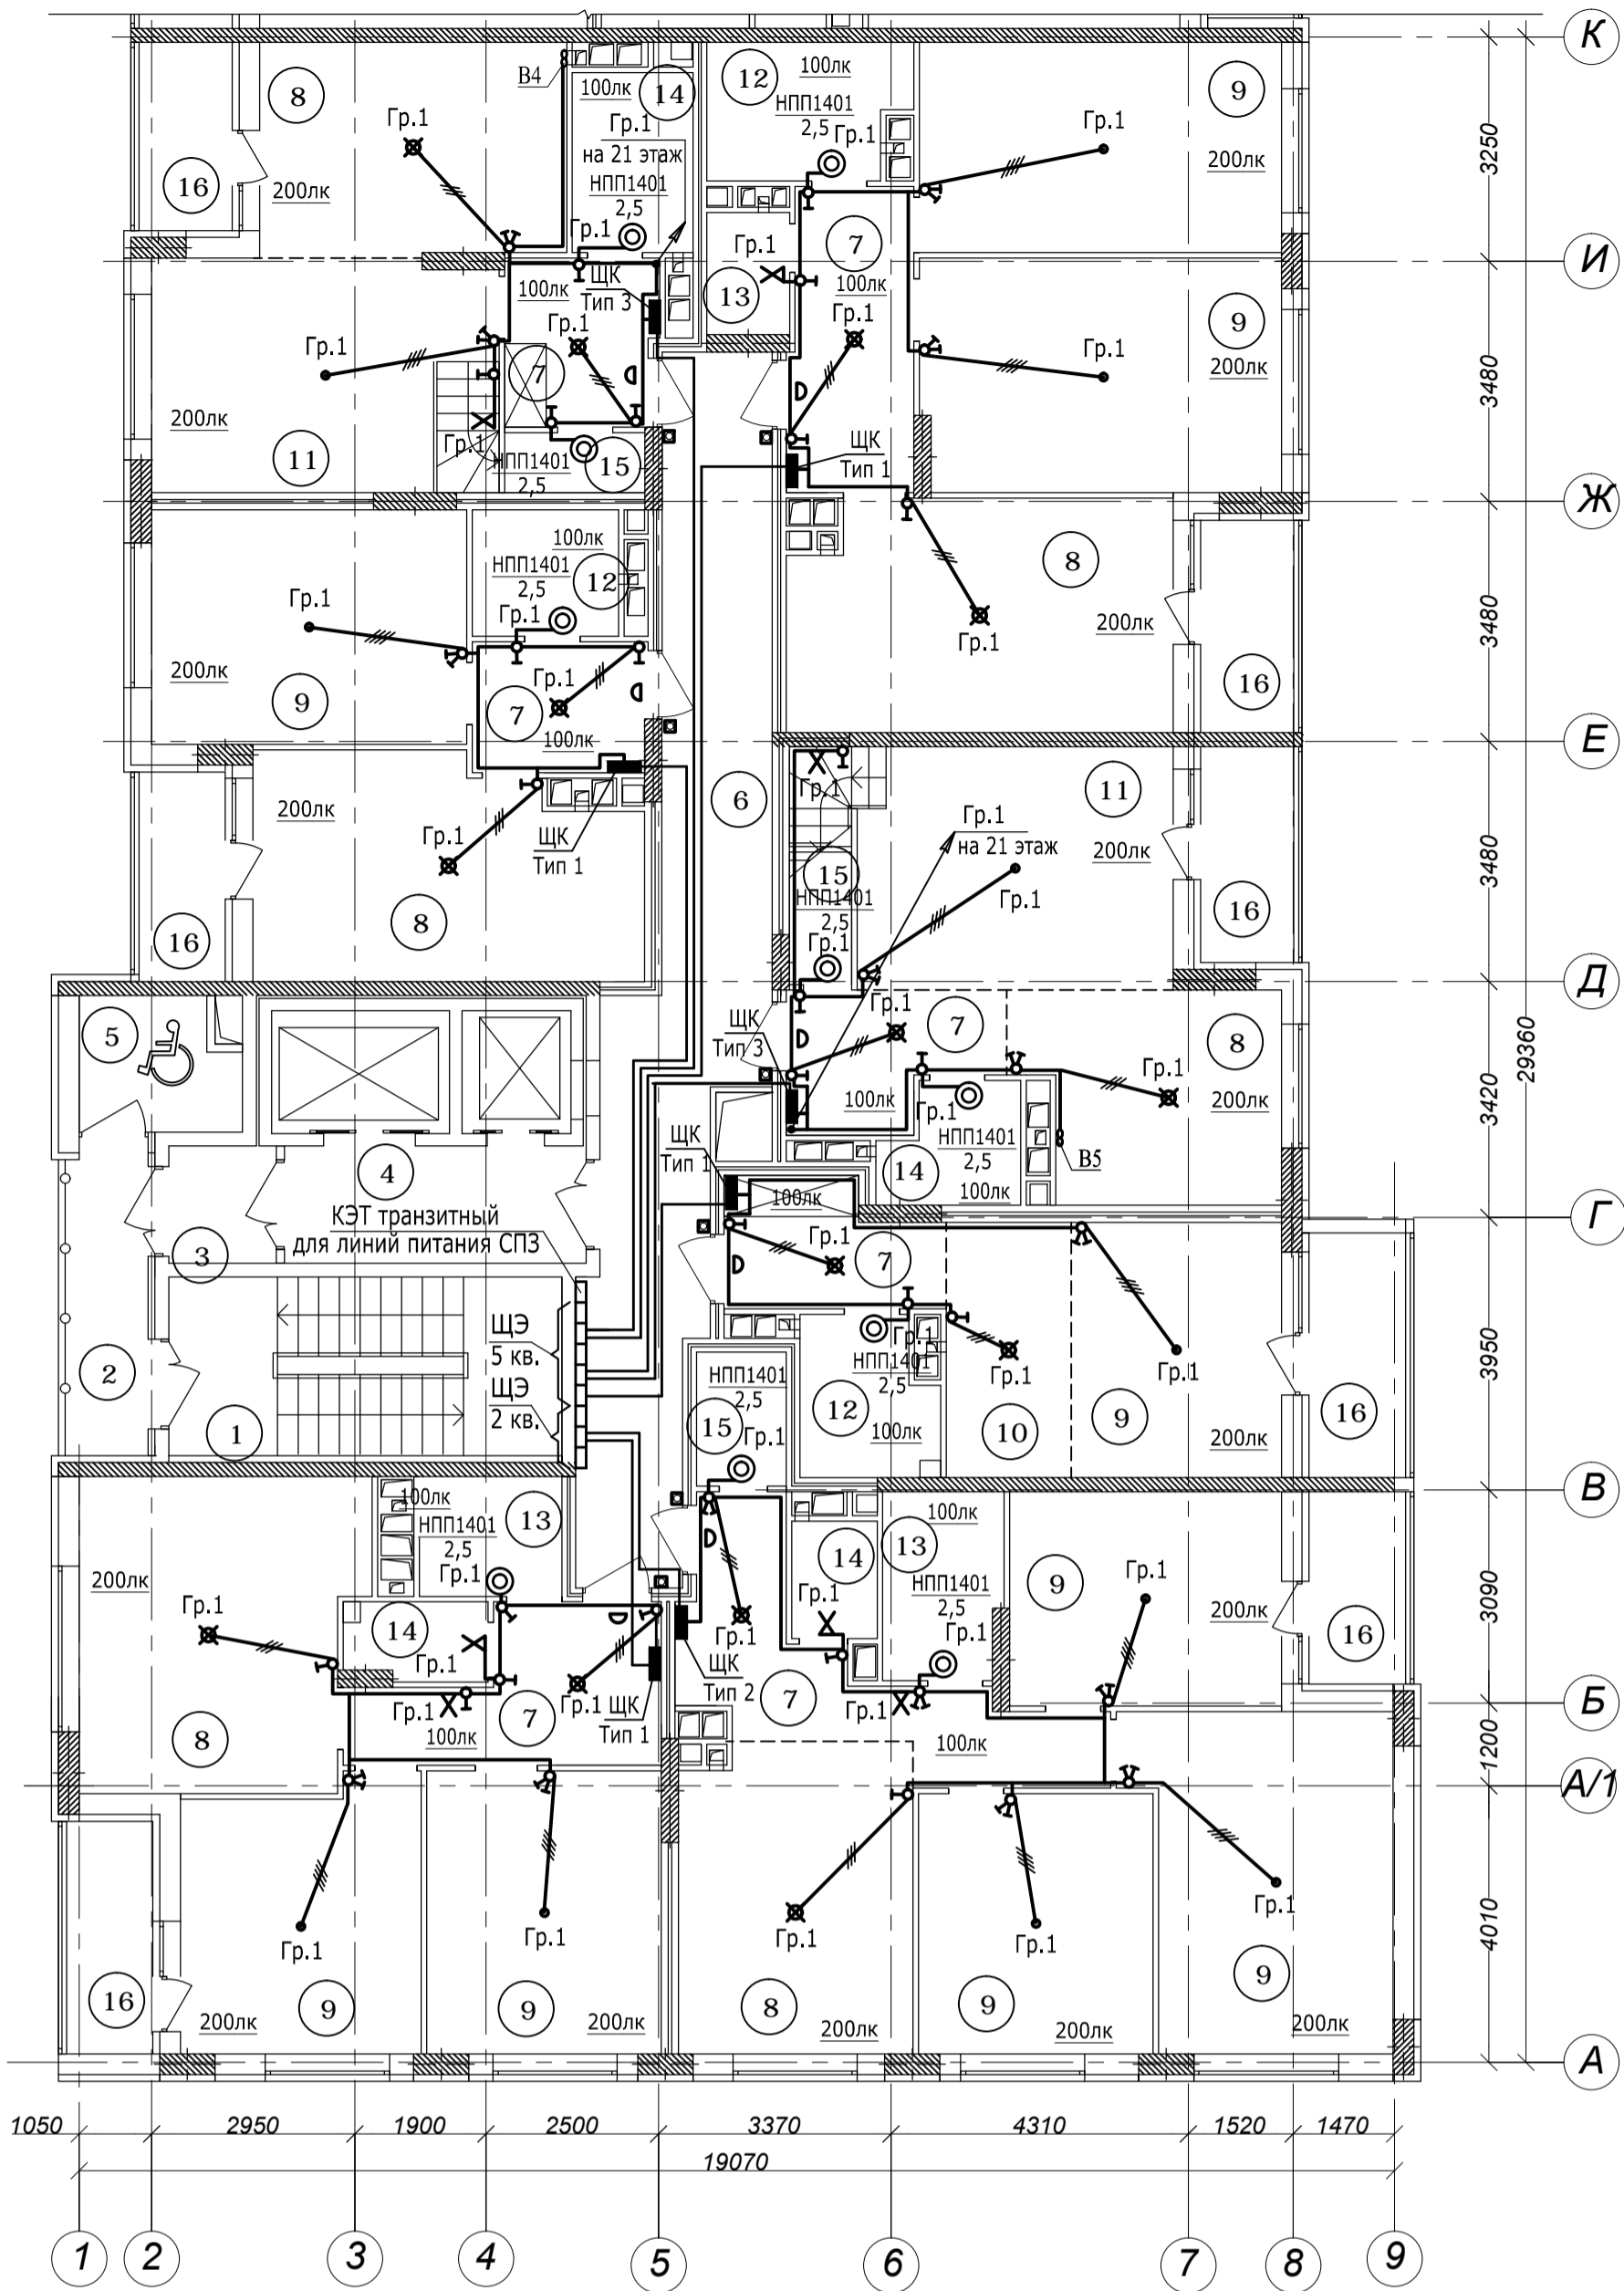 К
8
В4
100лк
14
12
100лк
НПП1401
2,5
Гр.1
9
Гр.1
200лк
3250
16
200лк
Гр.1
Гр.1
на 21 этаж
НПП1401
2,5
Гр.1
7
И
100лк
ЩК
Тип 3
Гр.1
13
100лк
Гр.1
9
200лк
Гр.1
Гр.1
Гр.1
7
3480
200лк
11
Гр.1
НПП1401
2,5
15
ЩК
Тип 1
Ж
100лк
НПП1401
2,5
12
Гр.1
Гр.1
8
200лк
Гр.1
3480
200лк
9
Гр.1
7
100лк
16
Е
200лк
Гр.1
ЩК
Тип 1
6
Гр.1
11
Гр.1
на 21 этаж
200лк
3480
15
НПП1401
2,5
Гр.1
Гр.1
16
8
16
Д
5
ЩК
Тип 3
Гр.1
7
8
29360
100лк
Гр.1
Гр.1
200лк
3420
4
ЩК
Тип 1
НПП1401
2,5
14
100лк
В5
100лк
Г
КЭТ транзитный
для линий питания СПЗ
3
Гр.1
7
ЩЭ
5 кв.
ЩЭ
2 кв.
2
1
Гр.1
НПП1401
2,5
Гр.1
Гр.1
3950
НПП1401
2,5
15
Гр.1
12
100лк
10
9
200лк
16
В
100лк
НПП1401
2,5
13
Гр.1
100лк
14
13
9
Гр.1
200лк
3090
200лк
Гр.1
14
Гр.1
Гр.1
Гр.1
НПП1401
2,5
Гр.1
16
ЩК
Тип 2
Гр.1
7
ЩК
Тип 1
7
Гр.1
Б
8
100лк
100лк
1200
А/1
Гр.1
Гр.1
Гр.1
Гр.1
Гр.1
4010
16
9
200лк
9
200лк
8
200лк
9
200лк
9
200лк
А
1050
2950
1900
2500
3370
4310
1520
1470
19070
1
2
3
4
5
6
7
8
9